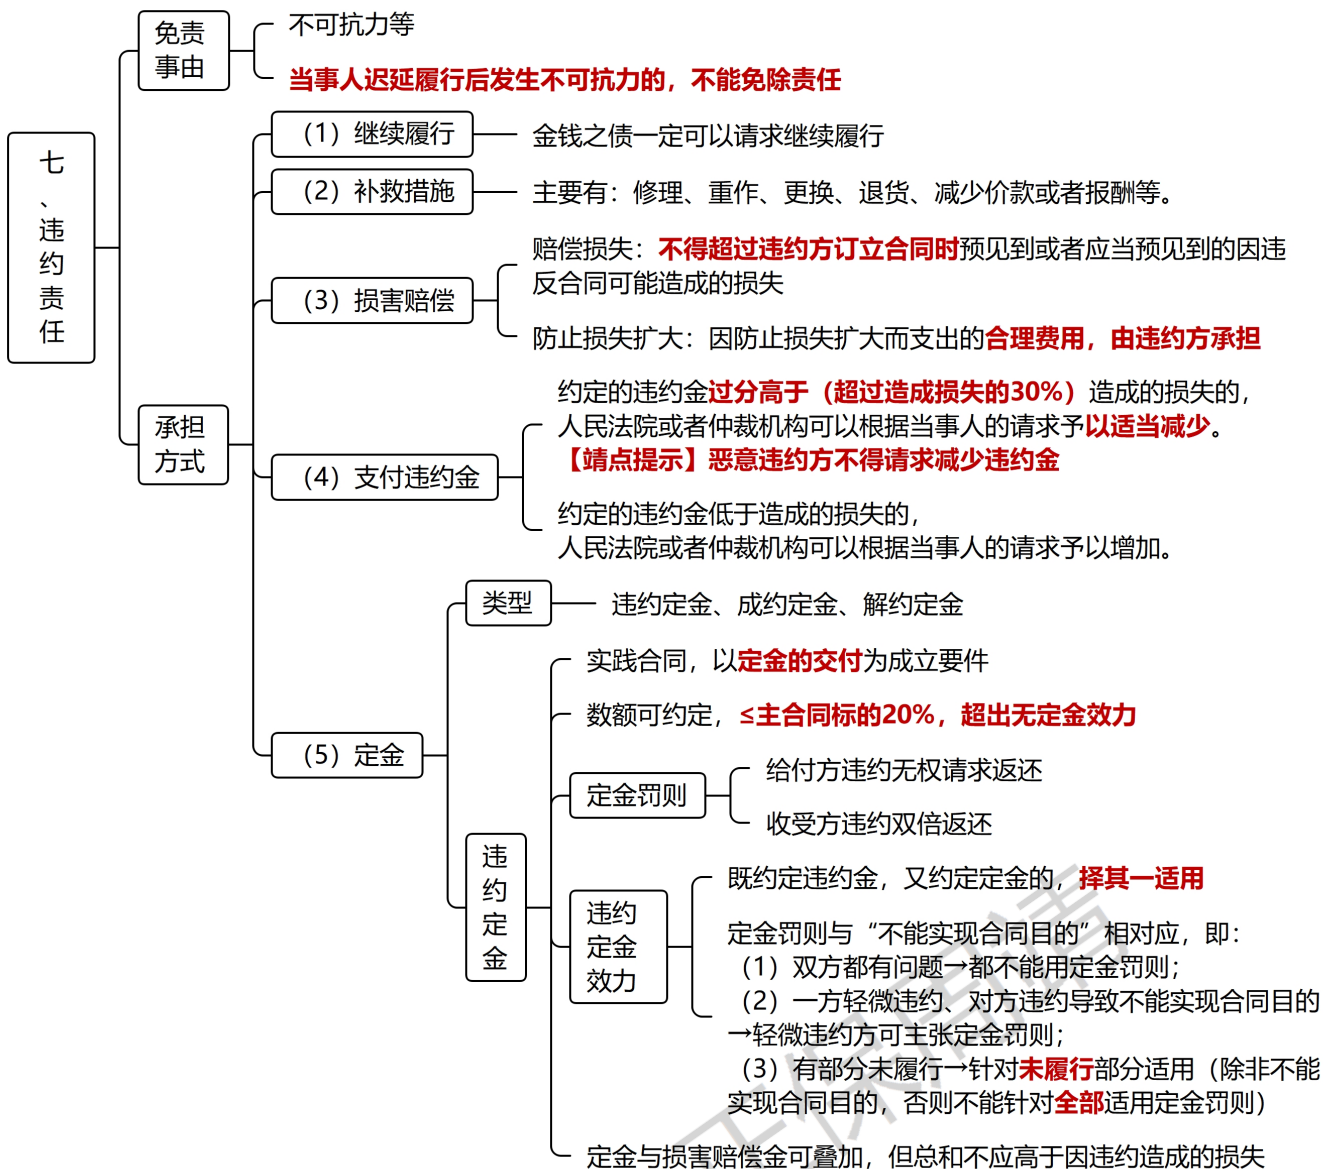 七、违约责任
免责
事由
不可抗力等
当事人迟延履行后发生不可抗力的，不能免除责任
承担
方式
（1）继续履行
金钱之债一定可以请求继续履行
（2）补救措施
主要有：修理、重作、更换、退货、减少价款或者报酬等。
（3）损害赔偿
赔偿损失：不得超过违约方订立合同时预见到或者应当预见到的因违
反合同可能造成的损失
防止损失扩大：因防止损失扩大而支出的合理费用，由违约方承担
（4）支付违约金
约定的违约金过分高于（超过造成损失的30%）造成的损失的，
人民法院或者仲裁机构可以根据当事人的请求予以适当减少。
【靖点提示】恶意违约方不得请求减少违约金
约定的违约金低于造成的损失的，
人民法院或者仲裁机构可以根据当事人的请求予以增加。
（5）定金
类型
违约定金、成约定金、解约定金
违约定金
实践合同，以定金的交付为成立要件
数额可约定，≤主合同标的20%，超出无定金效力
定金罚则
给付方违约无权请求返还
收受方违约双倍返还
违约
定金
效力
既约定违约金，又约定定金的，择其一适用
定金罚则与“不能实现合同目的”相对应，即：
（1）双方都有问题→都不能用定金罚则；
（2）一方轻微违约、对方违约导致不能实现合同目的
→轻微违约方可主张定金罚则；
（3）有部分未履行→针对未履行部分适用（除非不能
实现合同目的，否则不能针对全部适用定金罚则）
定金与损害赔偿金可叠加，但总和不应高于因违约造成的损失
正保周靖